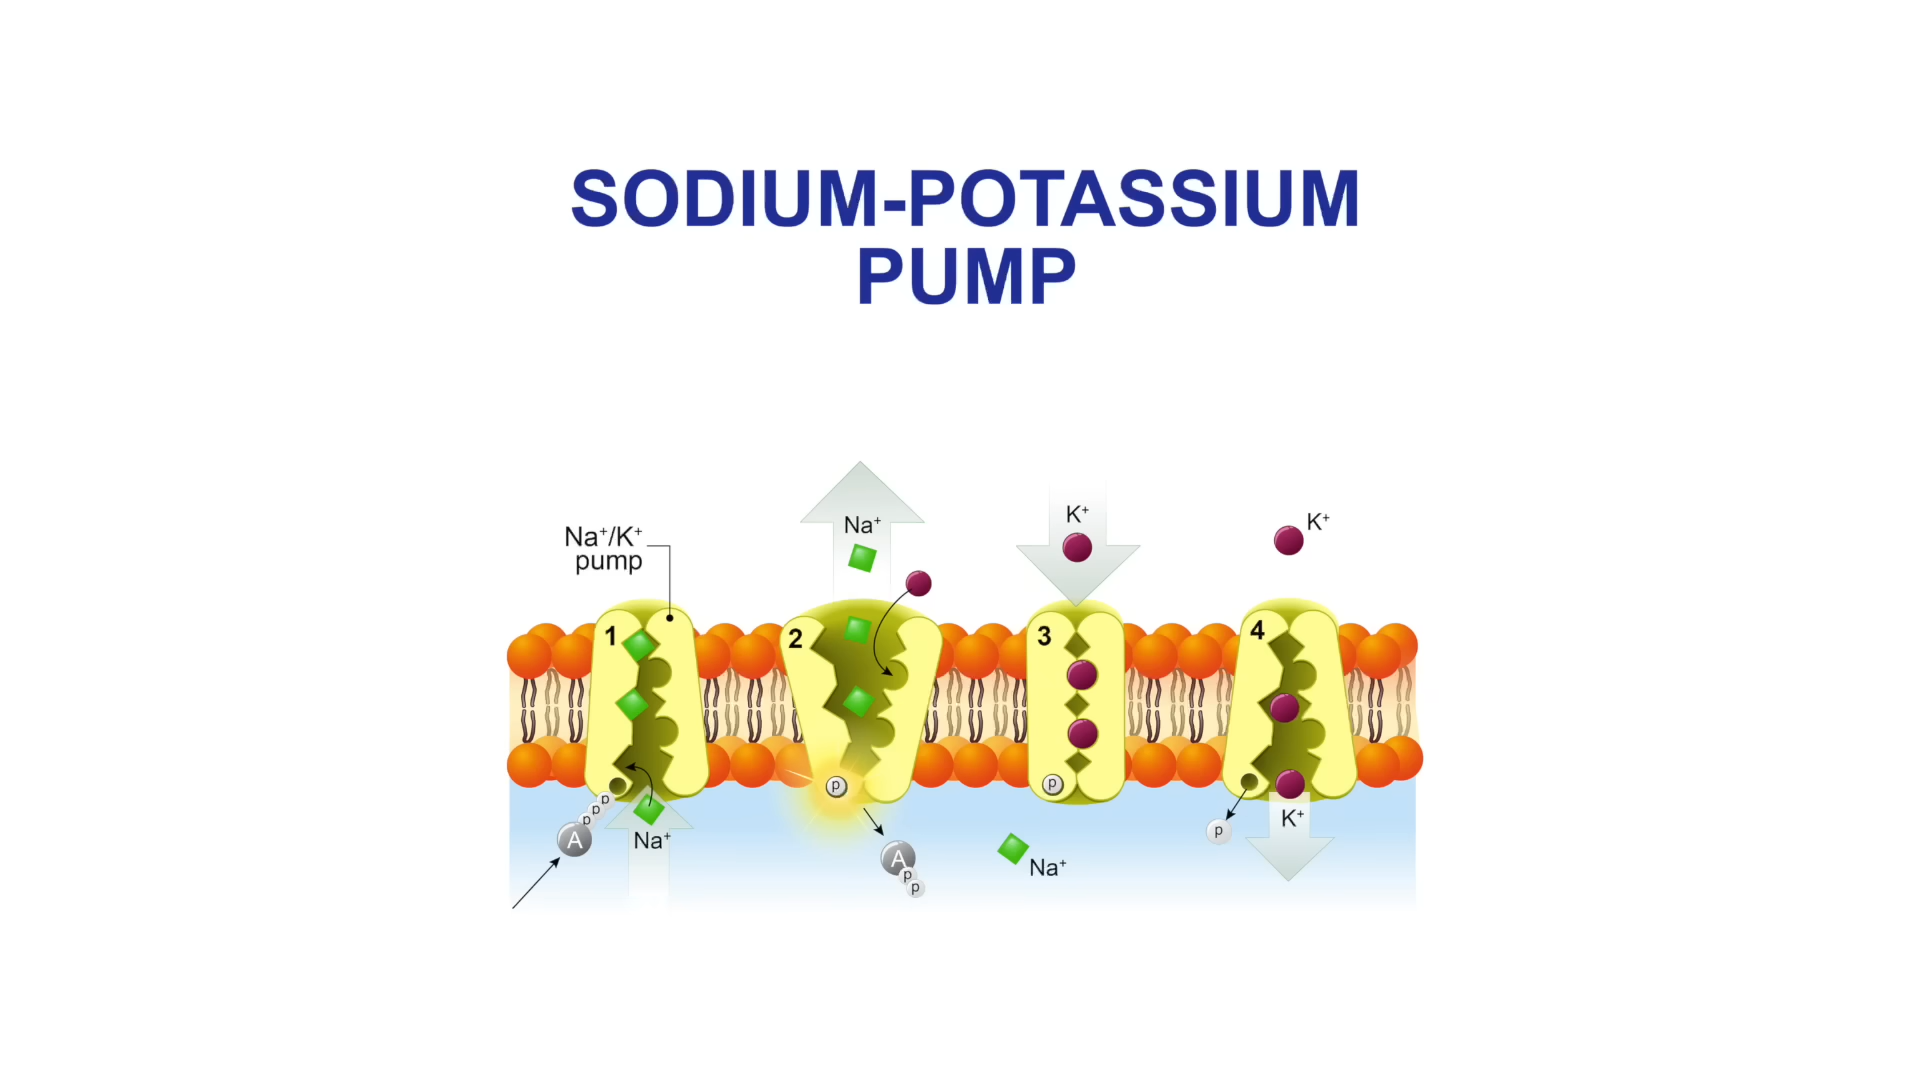 SODIUM-POTASSIUM
PUMP
Na⁺/K⁺
pump
Na⁺
K⁺
K⁺
1
2
3
4
p
p
p
A
Na⁺
p
A
p
p
Na⁺
p
p
K⁺